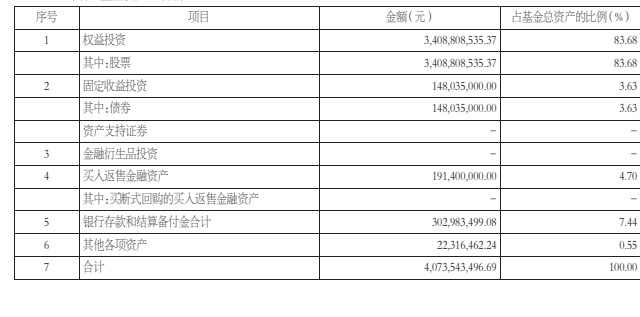 序号 项目 金额(元) 占基金总资产的比例(%)
1 权益投资 3,408,808,535.37 83.68
其中:股票 3,408,808,535.37 83.68
2 固定收益投资 148,035,000.00 3.63
其中:债券 148,035,000.00 3.63
资产支持证券 – –
3 金融衍生品投资 – –
4 买入返售金融资产 191,400,000.00 4.70
其中:买断式回购的买入返售金融资产 – –
5 银行存款和结算备付金合计 302,983,499.08 7.44
6 其他各项资产 22,316,462.24 0.55
7 合计 4,073,543,496.69 100.00